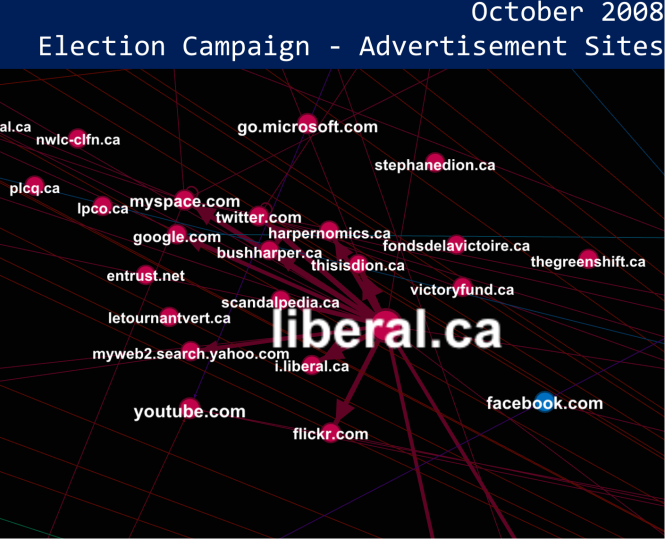 October 2008
Election Campaign - Advertisement Sites
go.microsoft.com
al.ca
nwlc-clfn.ca
stephanedion.ca
plcq.ca
lpco.ca
myspace.com
twitter.com
google.com
harpernomics.ca
fondsdelavictoire.ca
bushharper.ca
thisisdion.ca
thegreenshift.ca
entrust.net
victoryfund.ca
scandalpedia.ca
letournantvert.ca
liberal.ca
myweb2.search.yahoo.com
i.liberal.ca
youtube.com
facebook.com
flickr.com